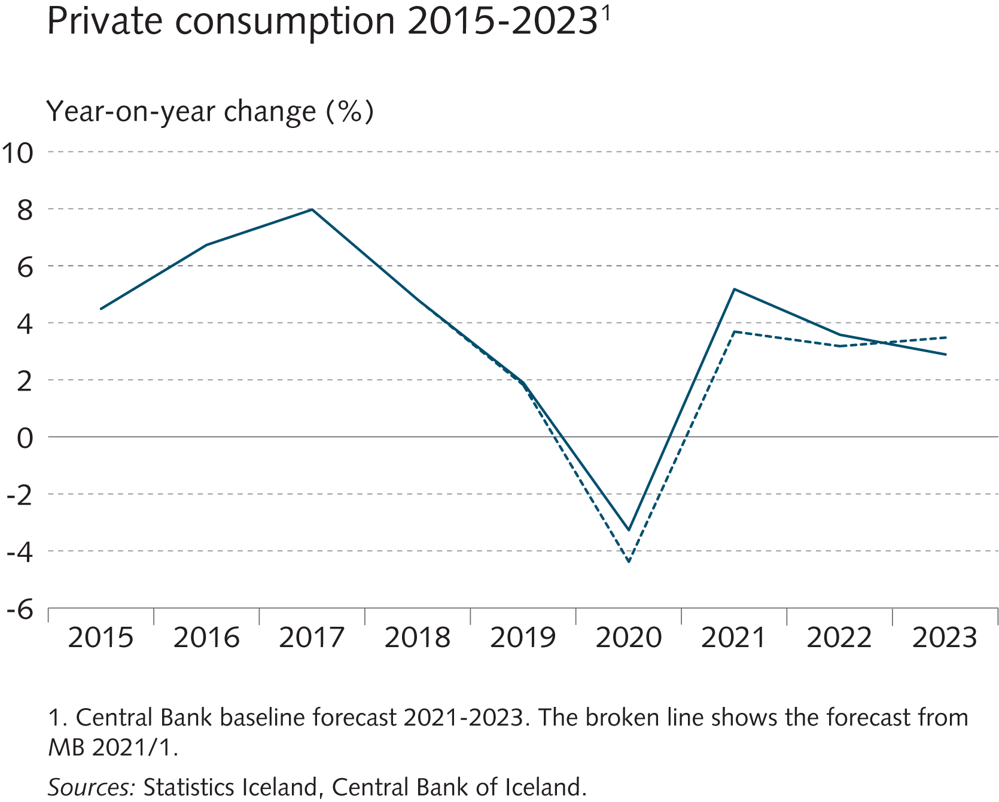 Private consumption 2015-2023¹
Year-on-year change (%)
10
8
6
4
2
0
-2
-4
-6
2015 2016 2017 2018 2019 2020 2021 2022 2023
1. Central Bank baseline forecast 2021-2023. The broken line shows the forecast from
MB 2021/1.
Sources: Statistics Iceland, Central Bank of Iceland.